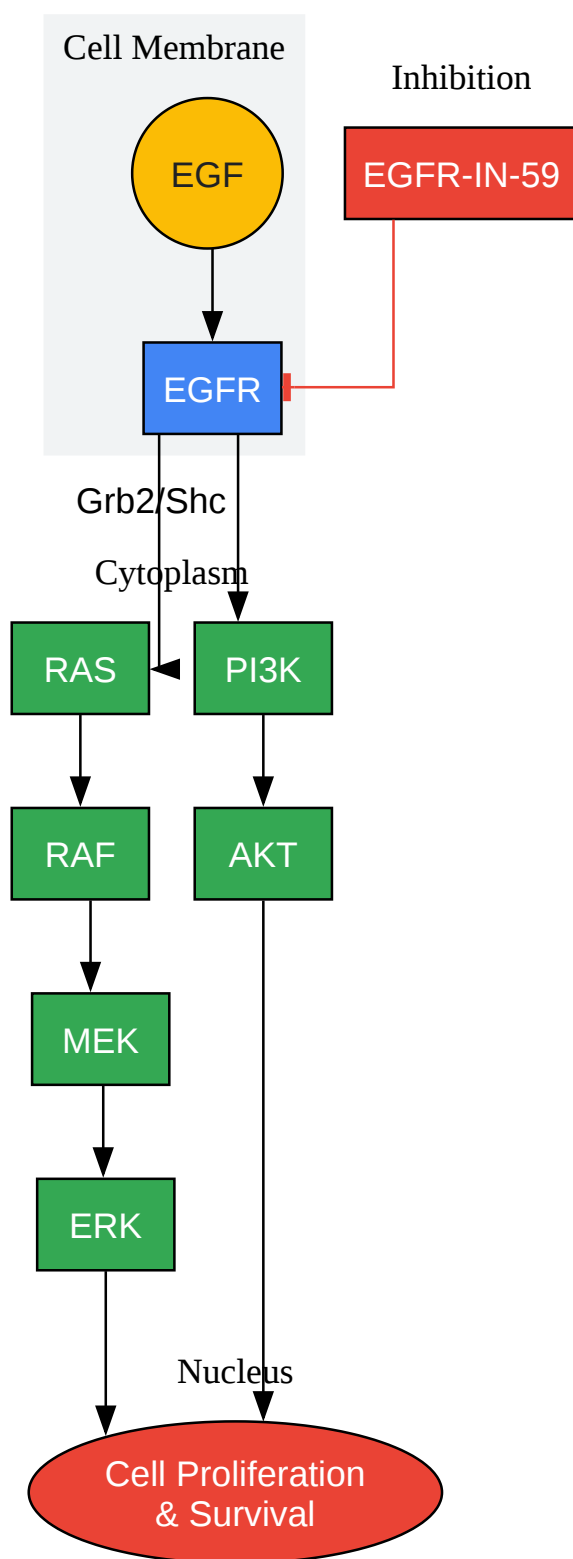 Cell Membrane
Inhibition
EGF
EGFR-IN-59
EGFR
Grb2/Shc
Cytoplasm
RAS
PI3K
RAF
AKT
MEK
ERK
Nucleus
Cell Proliferation
& Survival